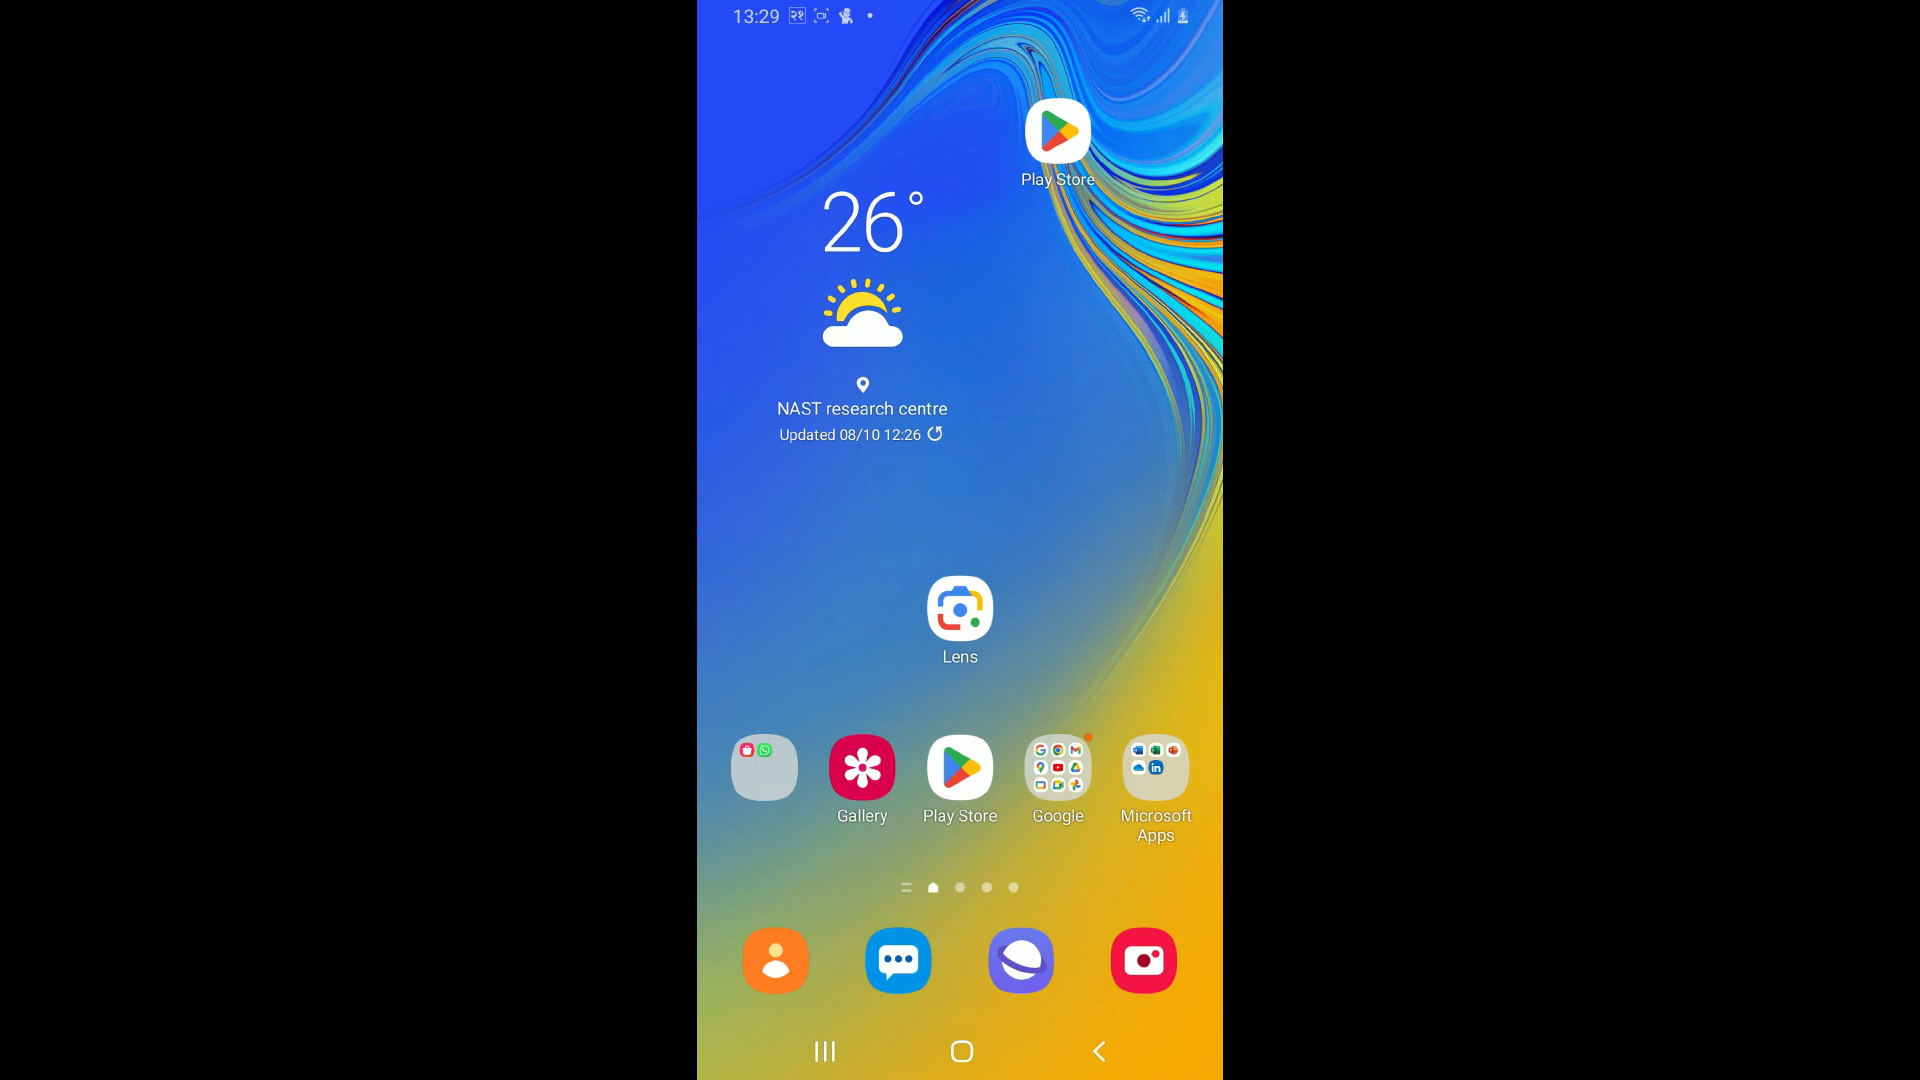 13:29 २१
Play Store
26°
NAST research centre
Updated 08/10 12:26
Lens
Gallery
Play Store
Google
Microsoft
Apps